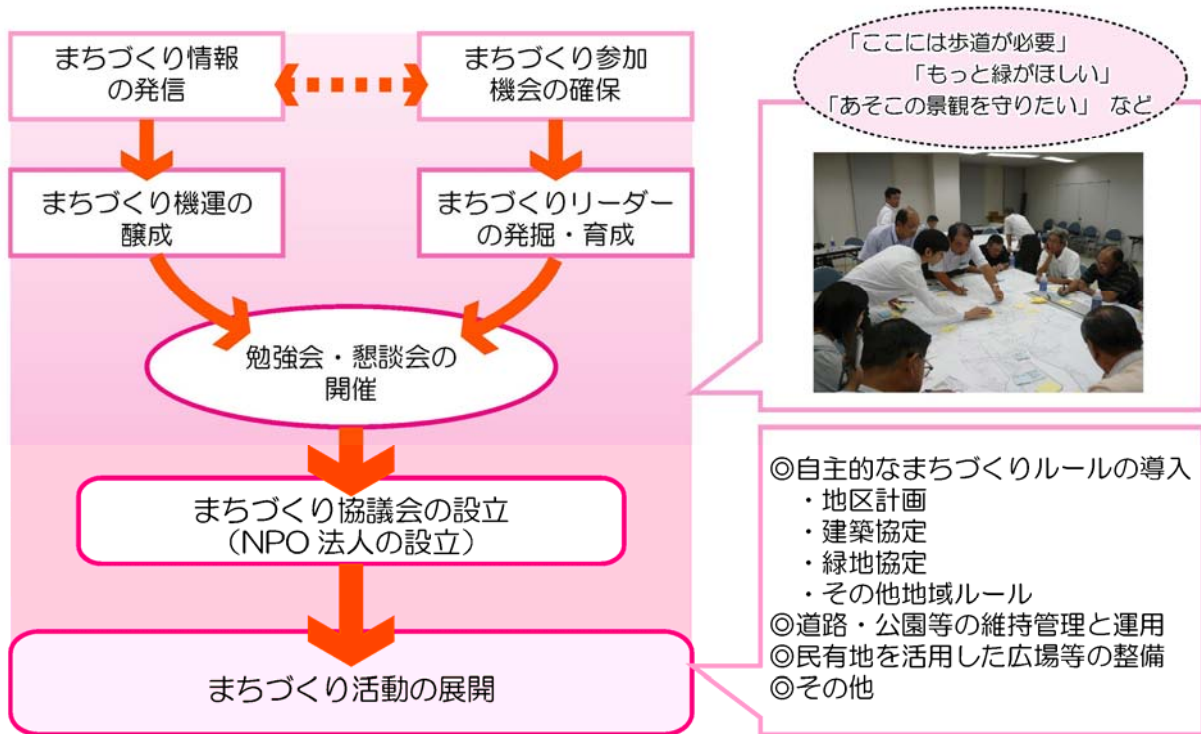 まちづくり情報
の発信
まちづくり参加
機会の確保
まちづくり機運の
醸成
まちづくりリーダー
の発掘・育成
勉強会・懇談会の
開催
まちづくり協議会の設立
（NPO 法人の設立）
まちづくり活動の展開
「ここには歩道が必要」
「もっと緑がほしい」
「あそこの景観を守りたい」 など
◎自主的なまちづくりルールの導入
・地区計画
・建築協定
・緑地協定
・その他地域ルール
◎道路・公園等の維持管理と運用
◎民有地を活用した広場等の整備
◎その他